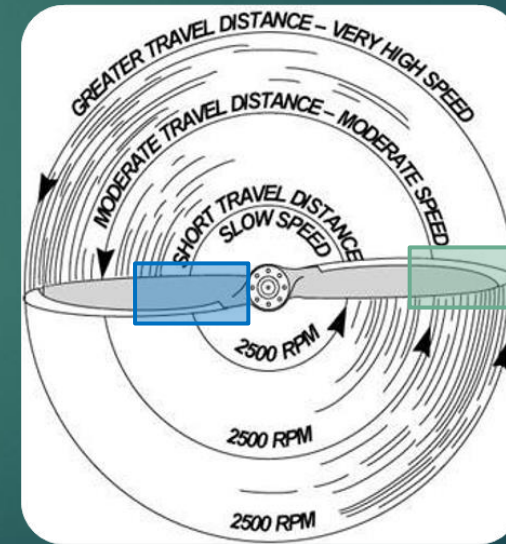 GREATER TRAVEL DISTANCE – VERY HIGH SPEED
MODERATE TRAVEL DISTANCE – MODERATE SPEED
SHORT TRAVEL DISTANCE
SLOW SPEED
2500 RPM
2500 RPM
2500 RPM